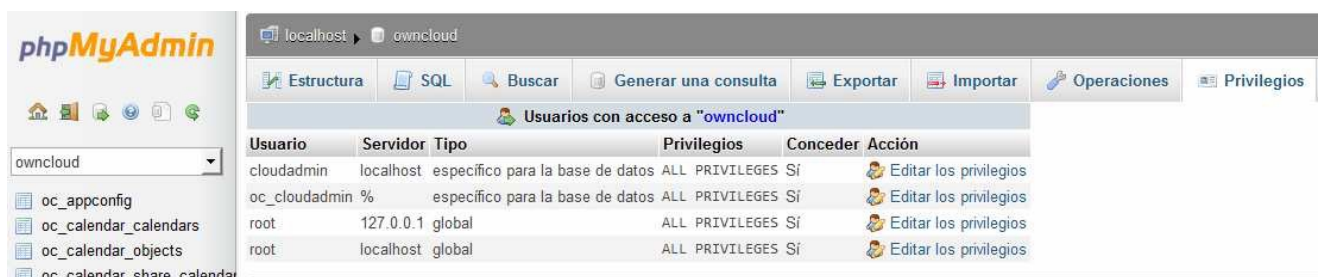 phpMyAdmin
localhost ▸ owncloud
Estructura SQL Buscar Generar una consulta Exportar Importar Operaciones Privilegios
owncloud
oc_appconfig
oc_calendar_calendars
oc_calendar_objects
oc_calendar_share_calendar
Usuarios con acceso a "owncloud"
Usuario Servidor Tipo Privilegios Conceder Acción
cloudadmin localhost específico para la base de datos ALL PRIVILEGES Sí Editar los privilegios
oc_cloudadmin % específico para la base de datos ALL PRIVILEGES Sí Editar los privilegios
root 127.0.0.1 global ALL PRIVILEGES Sí Editar los privilegios
root localhost global ALL PRIVILEGES Sí Editar los privilegios